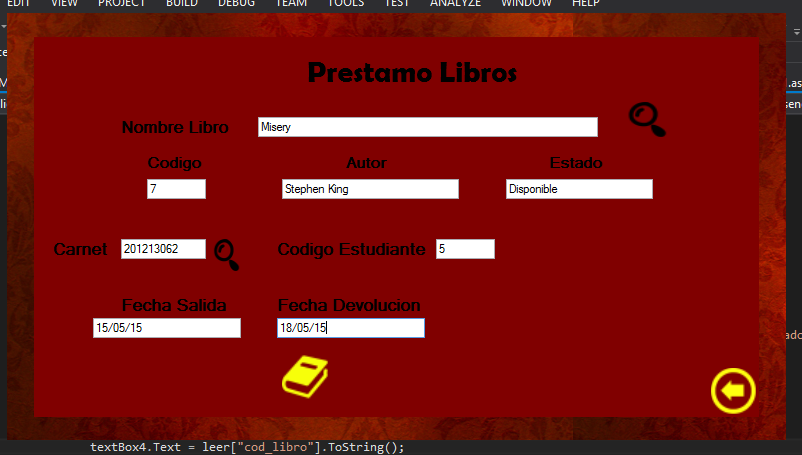 EDIT VIEW PROJECT BUILD DEBUG TEAM TOOLS TEST ANALYZE WINDOW HELP
Prestamo Libros
Nombre Libro Misery
Codigo Autor Estado
7 Stephen King Disponible
Carnet 201213062 Codigo Estudiante 5
Fecha Salida Fecha Devolucion
15/05/15 18/05/15
textBox4.Text = leer["cod_libro"].ToString();